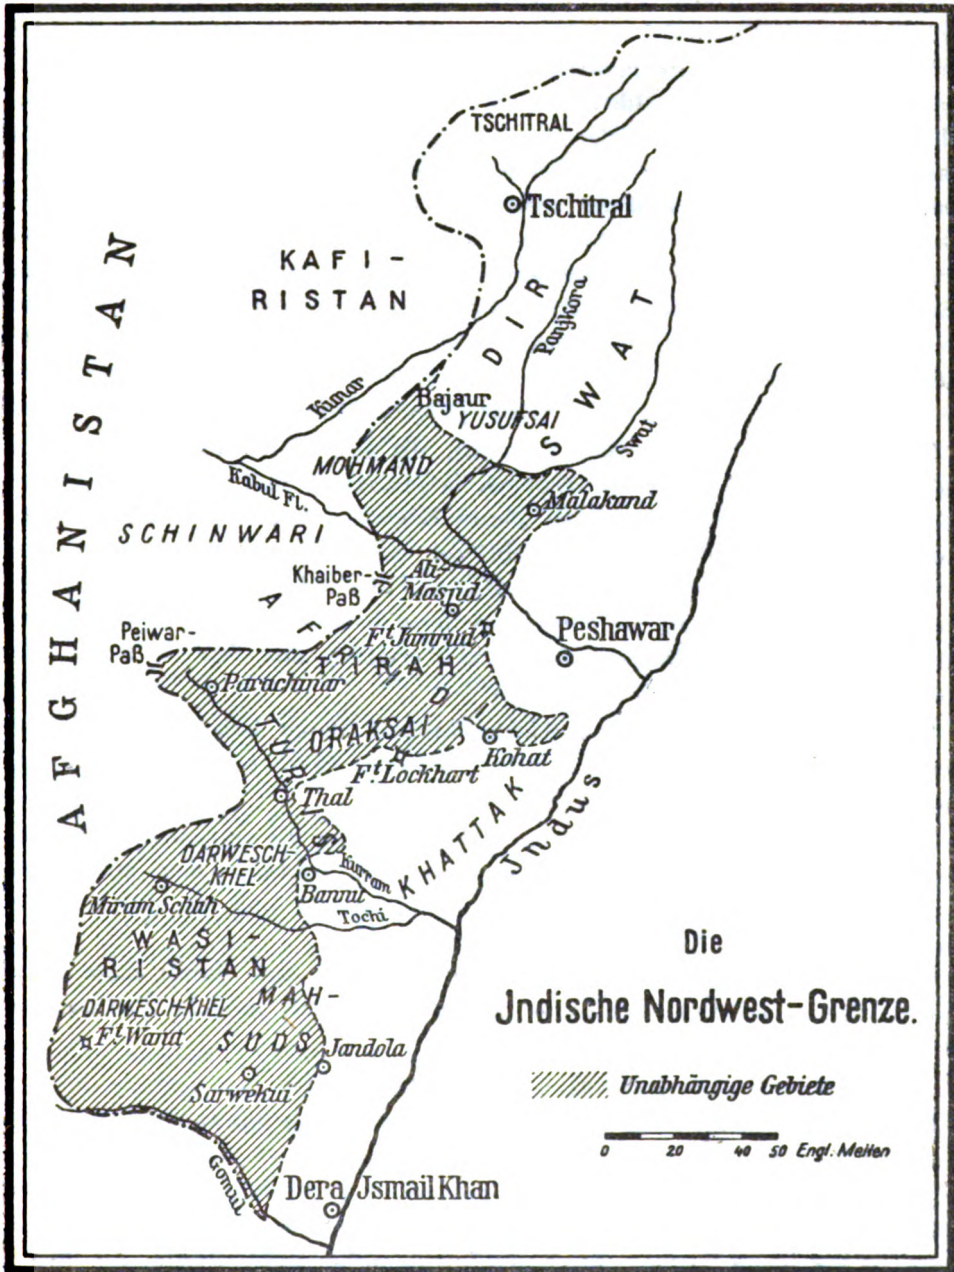 TSCHITRAL
Tschitral
KAFI-
RISTAN
AFGHANISTAN
DIR
Panjkora
SWAT
Kunar
Bajaur
YUSUFSAI
Swat
MOHMAND
Kabul Fl.
Malakand
SCHINWARI
Khaiber-
Paß
Ali-
Masjid
AFRIDI
Ft. Jamrud
Peshawar
Peiwar-
Paß
TIRAH
Parachinar
TURIS
ORAKSAI
Kohat
Ft. Lockhart
Thal
KHATTAK
Jndus
DARWESCH-
KHEL
Kurram
Bannu
Miram Schah
Tochi
WASI-
RISTAN
Die
Jndische Nordwest-Grenze.
DARWESCH-KHEL
MAH-
SUDS
Ft. Wana
Jandola
Sarwekui
Unabhängige Gebiete
0 20 40 50 Engl. Meilen
Gomul
Dera Jsmail Khan